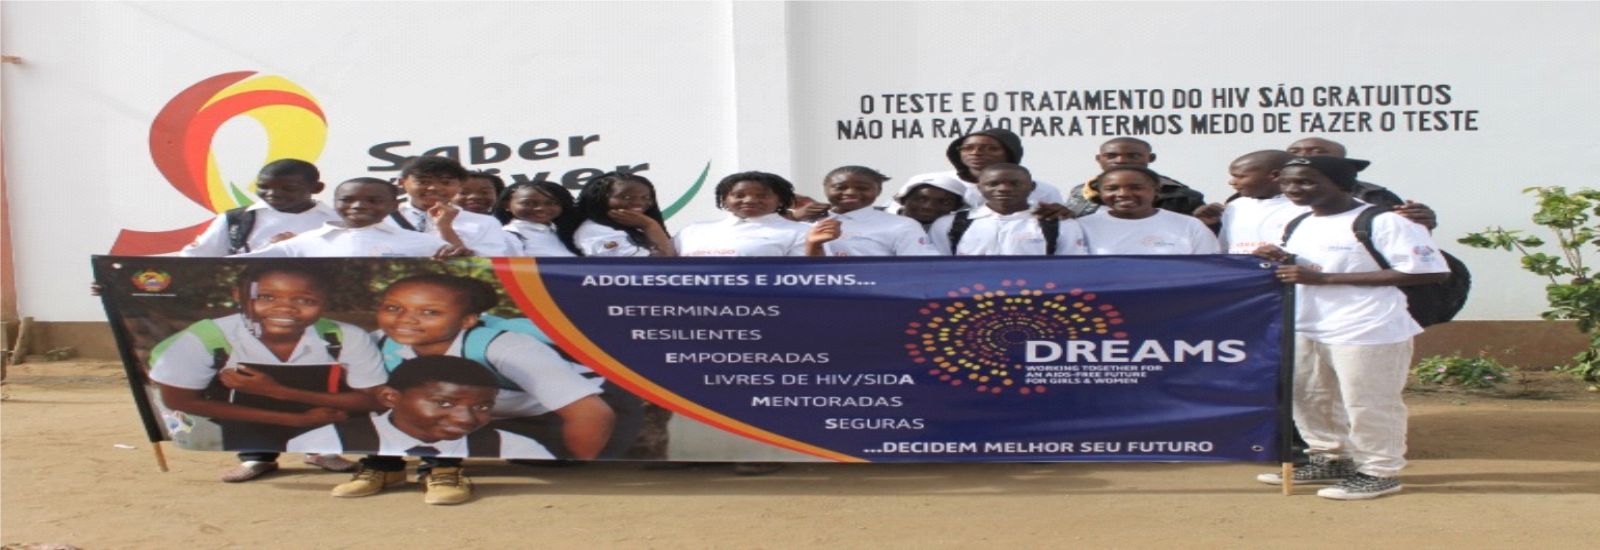 Saber
O TESTE E O TRATAMENTO DO HIV SÃO GRATUITOS
NÃO HA RAZÃO PARA TERMOS MEDO DE FAZER O TESTE
ADOLESCENTES E JOVENS...
DETERMINADAS
RESILIENTES
EMPODERADAS
LIVRES DE HIV/SIDA
MENTORADAS
SEGURAS
...DECIDEM MELHOR SEU FUTURO
DREAMS
WORKING TOGETHER FOR
AN AIDS-FREE FUTURE
FOR GIRLS & WOMEN